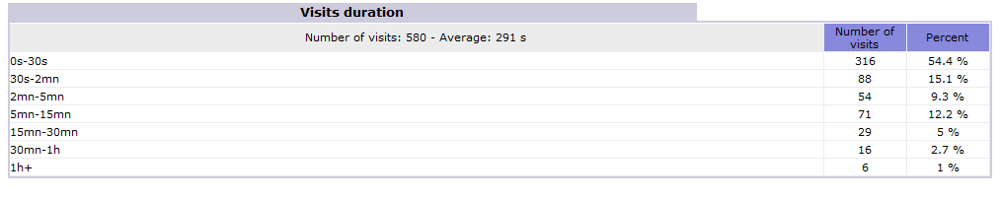 Visits duration
Number of visits: 580 - Average: 291 s Number of visits Percent
0s-30s 316 54.4 %
30s-2mn 88 15.1 %
2mn-5mn 54 9.3 %
5mn-15mn 71 12.2 %
15mn-30mn 29 5 %
30mn-1h 16 2.7 %
1h+ 6 1 %